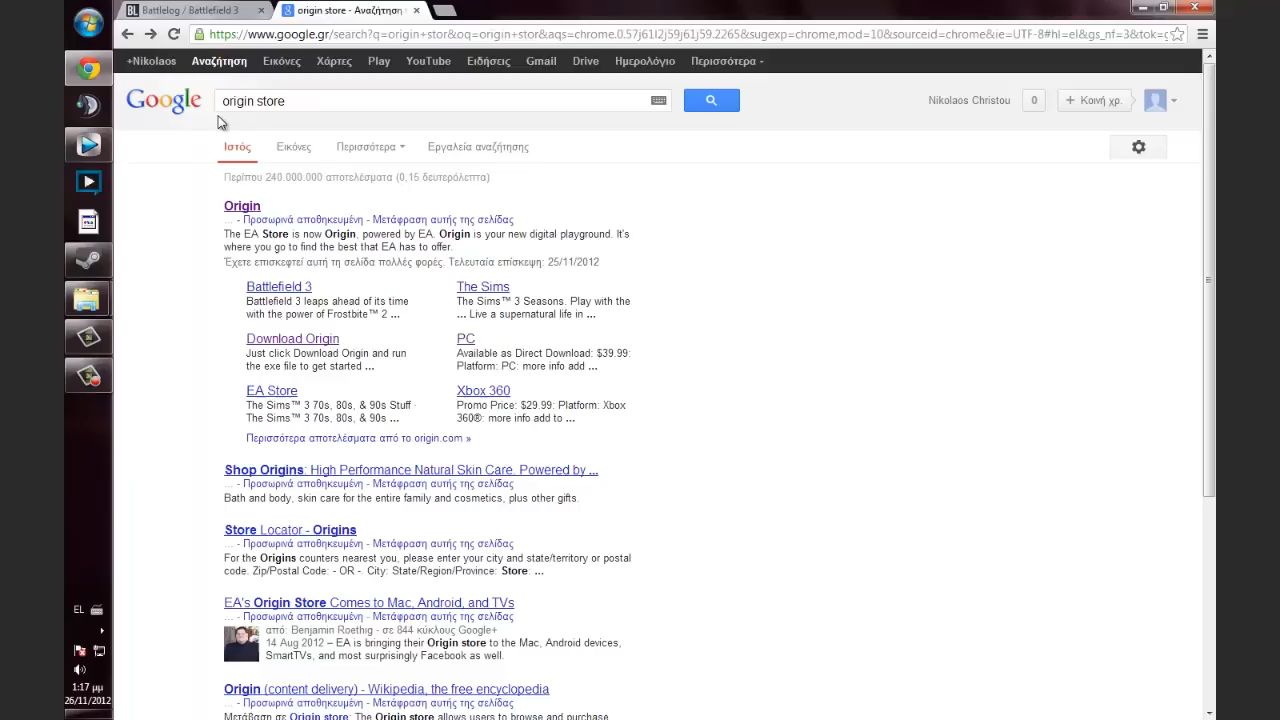 Battlelog / Battlefield 3
origin store - Αναζήτηση
https://www.google.gr/search?q=origin+stor&oq=origin+stor&aqs=chrome.0.57j61l2j59j61j59.2265&sugexp=chrome,mod=10&sourceid=chrome&ie=UTF-8#hl=el&gs_nf=3&tok=
+Nikolaos Αναζήτηση Εικόνες Χάρτες Play YouTube Ειδήσεις Gmail Drive Ημερολόγιο Περισσότερα
Google origin store Nikolaos Christou 0 + Κοινή χρ.
Ιστός Εικόνες Περισσότερα Εργαλεία αναζήτησης
Περίπου 240.000.000 αποτελέσματα (0,15 δευτερόλεπτα)
Origin
... - Προσωρινά αποθηκευμένη - Μετάφραση αυτής της σελίδας
The EA Store is now Origin, powered by EA. Origin is your new digital playground. It's
where you go to find the best that EA has to offer.
Έχετε επισκεφτεί αυτή τη σελίδα πολλές φορές. Τελευταία επίσκεψη: 25/11/2012
Battlefield 3
Battlefield 3 leaps ahead of its time
with the power of Frostbite™ 2 ...
The Sims
The Sims™ 3 Seasons. Play with the
... Live a supernatural life in ...
Download Origin
Just click Download Origin and run
the exe file to get started ...
PC
Available as Direct Download: $39.99:
Platform: PC: more info add ...
EA Store
The Sims™ 3 70s, 80s, & 90s Stuff ·
The Sims™ 3 70s, 80s, & 90s ...
Xbox 360
Promo Price: $29.99: Platform: Xbox
360®: more info add to ...
Περισσότερα αποτελέσματα από το origin.com »
Shop Origins: High Performance Natural Skin Care. Powered by ...
... - Προσωρινά αποθηκευμένη - Μετάφραση αυτής της σελίδας
Bath and body, skin care for the entire family and cosmetics, plus other gifts.
Store Locator - Origins
... - Προσωρινά αποθηκευμένη - Μετάφραση αυτής της σελίδας
For the Origins counters nearest you, please enter your city and state/territory or postal
code. Zip/Postal Code: - OR -. City: State/Region/Province: Store: ...
EA's Origin Store Comes to Mac, Android, and TVs
... - Προσωρινά αποθηκευμένη - Μετάφραση αυτής της σελίδας
από: Benjamin Roethig - σε 844 κύκλους Google+
14 Aug 2012 – EA is bringing their Origin store to the Mac, Android devices,
SmartTVs, and most surprisingly Facebook as well.
Origin (content delivery) - Wikipedia, the free encyclopedia
... - Προσωρινά αποθηκευμένη - Μετάφραση αυτής της σελίδας
Μετάβαση σε Origin store: The Origin store allows users to browse and purchase
EL
1:17 μμ
26/11/2012